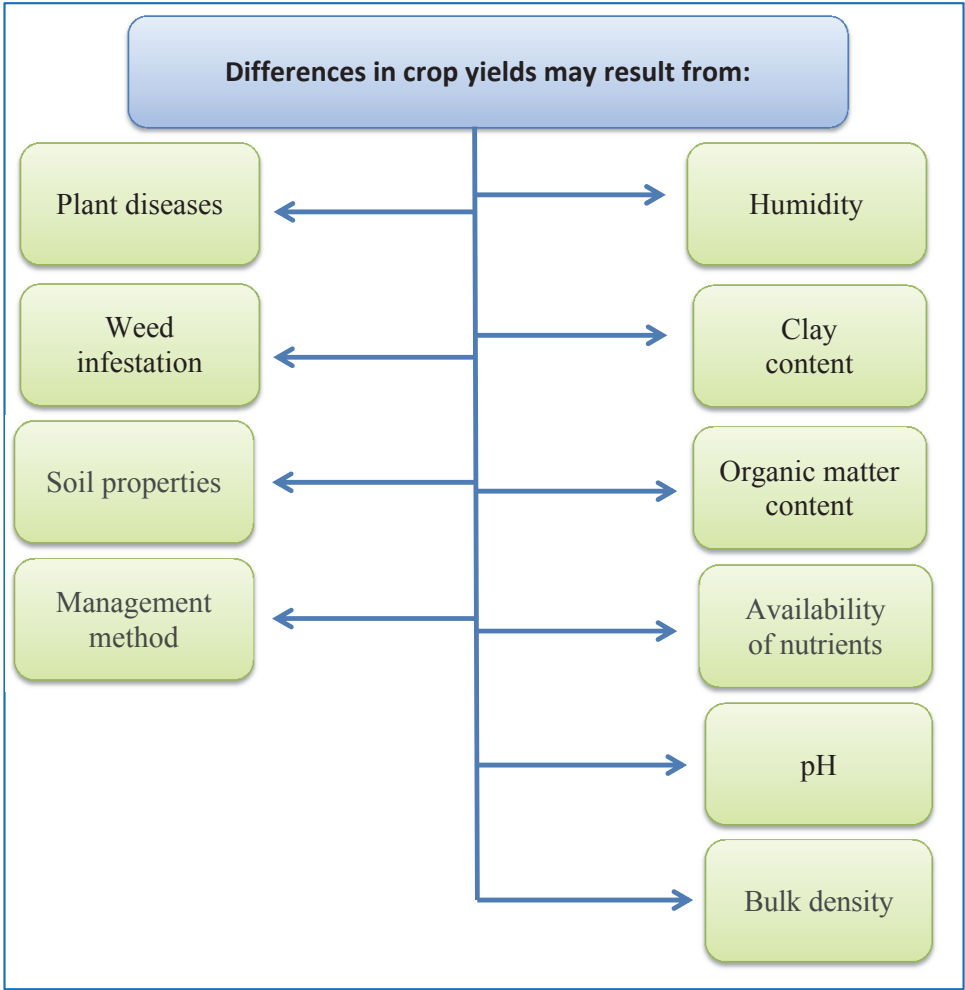 Differences in crop yields may result from:
Plant diseases
Weed
infestation
Soil properties
Management
method
Humidity
Clay
content
Organic matter
content
Availability
of nutrients
pH
Bulk density